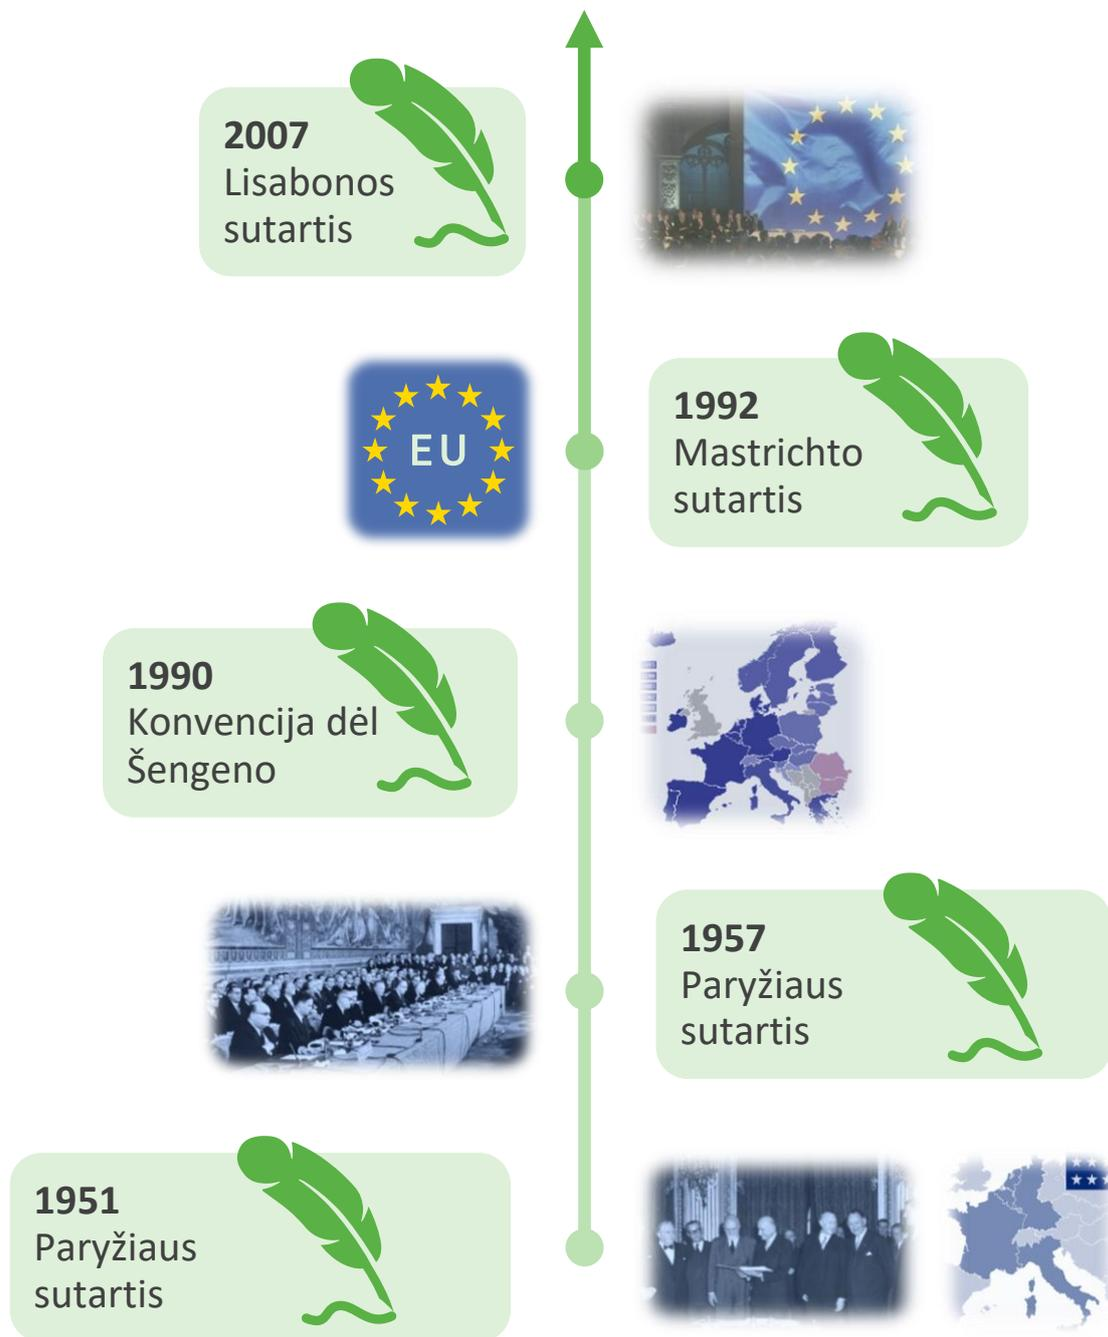 2007
Lisabonos
sutartis
EU
1992
Mastrichto
sutartis
1990
Konvencija dėl
Šengeno
1957
Paryžiaus
sutartis
1951
Paryžiaus
sutartis